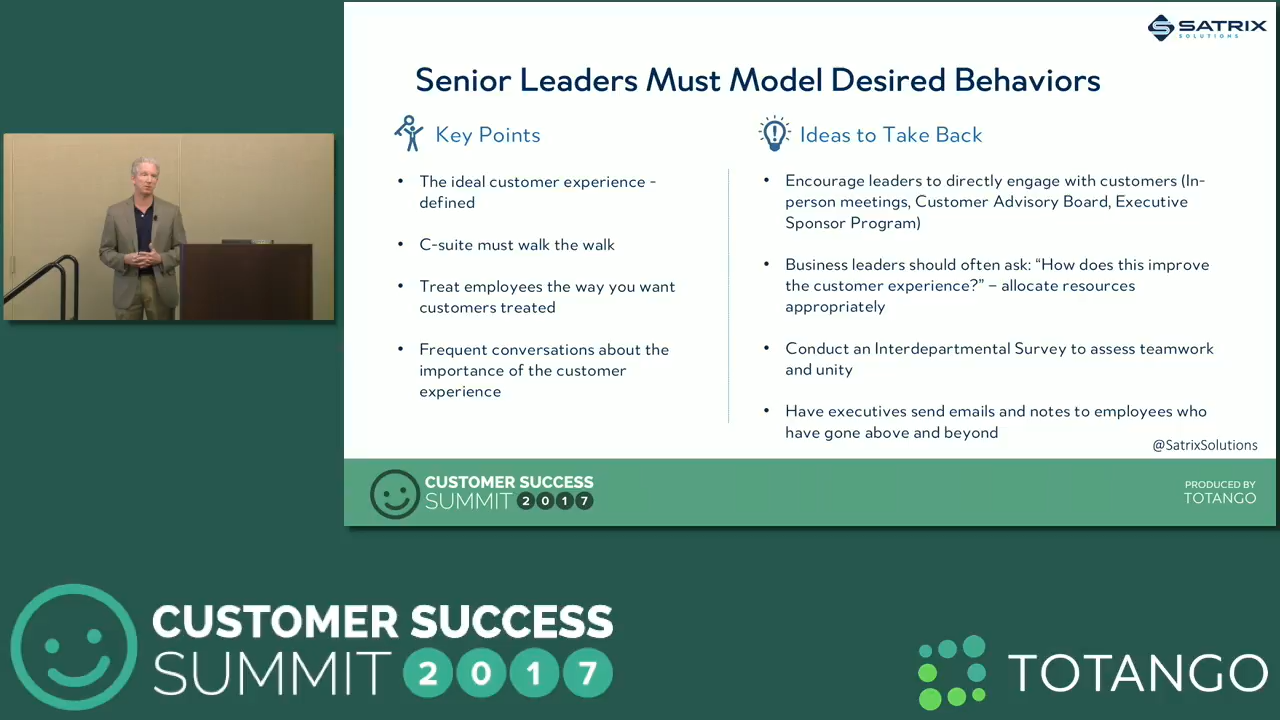 SATRIX
SOLUTIONS
Senior Leaders Must Model Desired Behaviors
Key Points
• The ideal customer experience -
defined
• C-suite must walk the walk
• Treat employees the way you want
customers treated
• Frequent conversations about the
importance of the customer
experience
Ideas to Take Back
• Encourage leaders to directly engage with customers (In-
person meetings, Customer Advisory Board, Executive
Sponsor Program)
• Business leaders should often ask: “How does this improve
the customer experience?” – allocate resources
appropriately
• Conduct an Interdepartmental Survey to assess teamwork
and unity
• Have executives send emails and notes to employees who
have gone above and beyond
@SatrixSolutions
CUSTOMER SUCCESS
SUMMIT 2017
PRODUCED BY
TOTANGO
CUSTOMER SUCCESS
SUMMIT 2017
TOTANGO